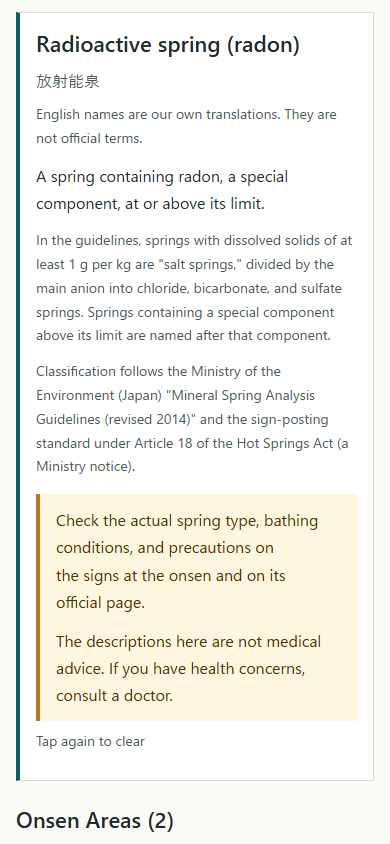 Radioactive spring (radon)
放射能泉
English names are our own translations. They are
not official terms.
A spring containing radon, a special
component, at or above its limit.
In the guidelines, springs with dissolved solids of at
least 1 g per kg are "salt springs," divided by the
main anion into chloride, bicarbonate, and sulfate
springs. Springs containing a special component
above its limit are named after that component.
Classification follows the Ministry of the
Environment (Japan) "Mineral Spring Analysis
Guidelines (revised 2014)" and the sign-posting
standard under Article 18 of the Hot Springs Act (a
Ministry notice).
Check the actual spring type, bathing
conditions, and precautions on
the signs at the onsen and on its
official page.
The descriptions here are not medical
advice. If you have health concerns,
consult a doctor.
Tap again to clear
Onsen Areas (2)